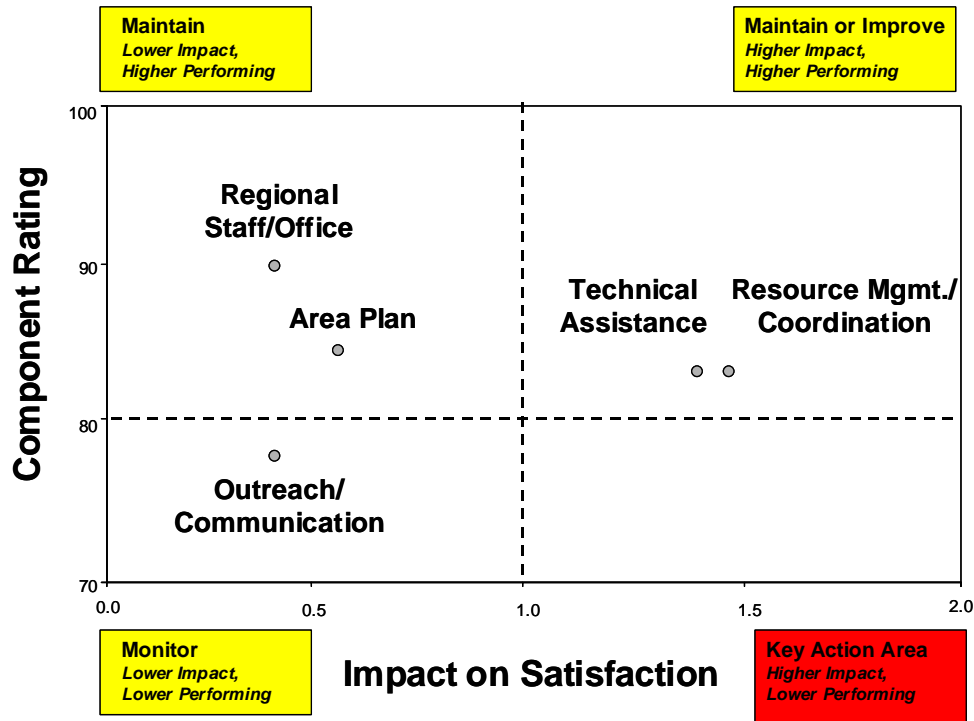 Maintain
Lower Impact,
Higher Performing
Maintain or Improve
Higher Impact,
Higher Performing
100
90
80
70
Component Rating
Regional
Staff/Office
Area Plan
Technical
Assistance
Resource Mgmt./
Coordination
Outreach/
Communication
0.0
0.5
1.0
1.5
2.0
Monitor
Lower Impact,
Lower Performing
Impact on Satisfaction
Key Action Area
Higher Impact,
Lower Performing